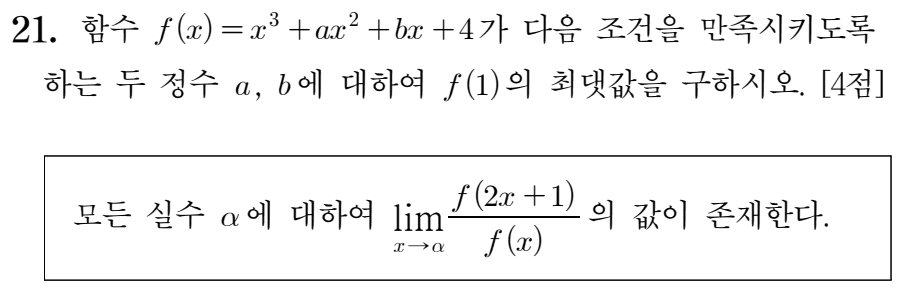 21. 함수 f(x)=x³+ax²+bx+4가 다음 조건을 만족시키도록
하는 두 정수 a, b에 대하여 f(1)의 최댓값을 구하시오. [4점]
모든 실수 α에 대하여 lim_{x→α} f(2x+1)/f(x) 의 값이 존재한다.